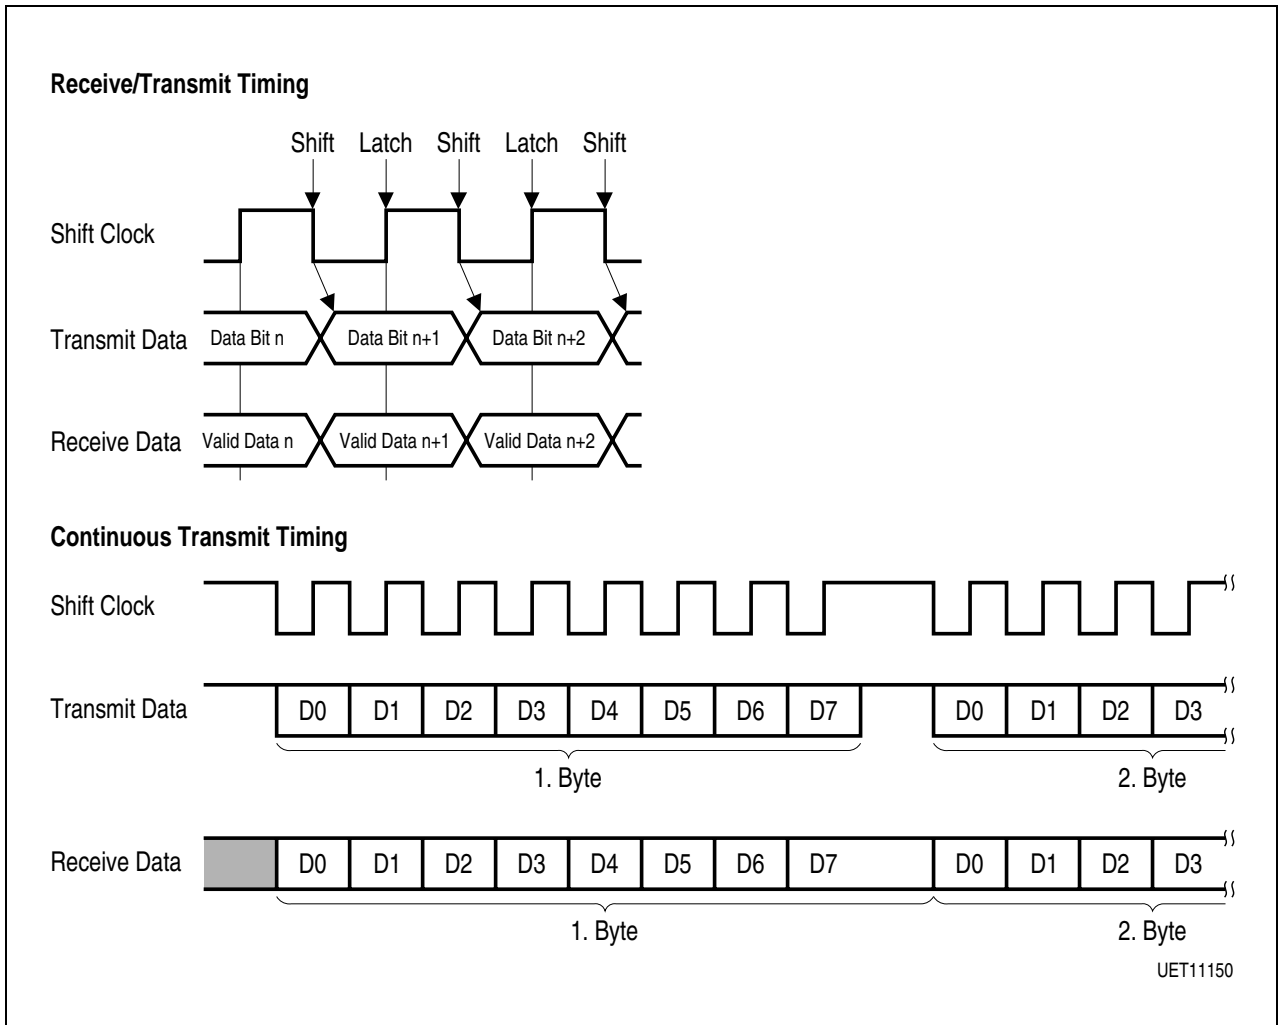 Receive/Transmit Timing
Shift Latch Shift Latch Shift
Shift Clock
Transmit Data Data Bit n Data Bit n+1 Data Bit n+2
Receive Data Valid Data n Valid Data n+1 Valid Data n+2
Continuous Transmit Timing
Shift Clock
Transmit Data D0 D1 D2 D3 D4 D5 D6 D7 D0 D1 D2 D3
1. Byte 2. Byte
Receive Data D0 D1 D2 D3 D4 D5 D6 D7 D0 D1 D2 D3
1. Byte 2. Byte
UET11150